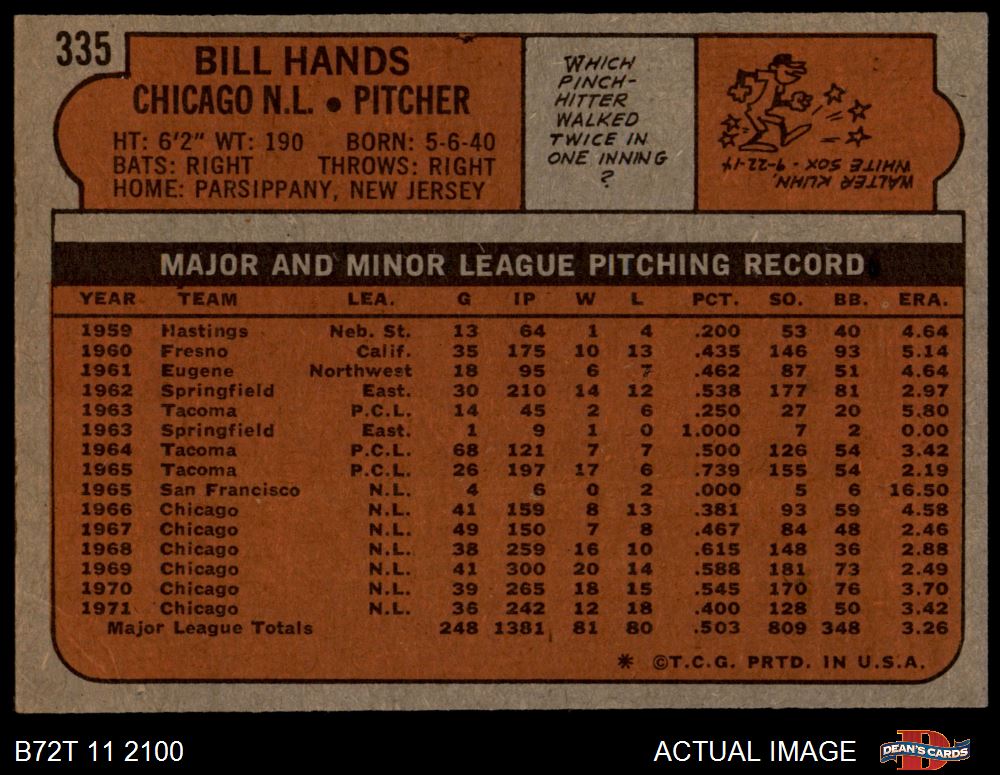 335
BILL HANDS
CHICAGO N.L. • PITCHER
HT: 6'2" WT: 190 BORN: 5-6-40
BATS: RIGHT THROWS: RIGHT
HOME: PARSIPPANY, NEW JERSEY
WHICH
PINCH-
HITTER
WALKED
TWICE IN
ONE INNING
?
WALTER KUHN,
WHITE SOX - 9-22-14
MAJOR AND MINOR LEAGUE PITCHING RECORD
YEAR TEAM LEA. G IP W L PCT. SO. BB. ERA.
1959 Hastings Neb. St. 13 64 1 4 .200 53 40 4.64
1960 Fresno Calif. 35 175 10 13 .435 146 93 5.14
1961 Eugene Northwest 18 95 6 7 .462 87 51 4.64
1962 Springfield East. 30 210 14 12 .538 177 81 2.97
1963 Tacoma P.C.L. 14 45 2 6 .250 27 20 5.80
1963 Springfield East. 1 9 1 0 1.000 7 2 0.00
1964 Tacoma P.C.L. 68 121 7 7 .500 126 54 3.42
1965 Tacoma P.C.L. 26 197 17 6 .739 155 54 2.19
1965 San Francisco N.L. 4 6 0 2 .000 5 6 16.50
1966 Chicago N.L. 41 159 8 13 .381 93 59 4.58
1967 Chicago N.L. 49 150 7 8 .467 84 48 2.46
1968 Chicago N.L. 38 259 16 10 .615 148 36 2.88
1969 Chicago N.L. 41 300 20 14 .588 181 73 2.49
1970 Chicago N.L. 39 265 18 15 .545 170 76 3.70
1971 Chicago N.L. 36 242 12 18 .400 128 50 3.42
Major League Totals 248 1381 81 80 .503 809 348 3.26
* ©T.C.G. PRTD. IN U.S.A.
B72T 11 2100
ACTUAL IMAGE
D
DEAN'S CARDS